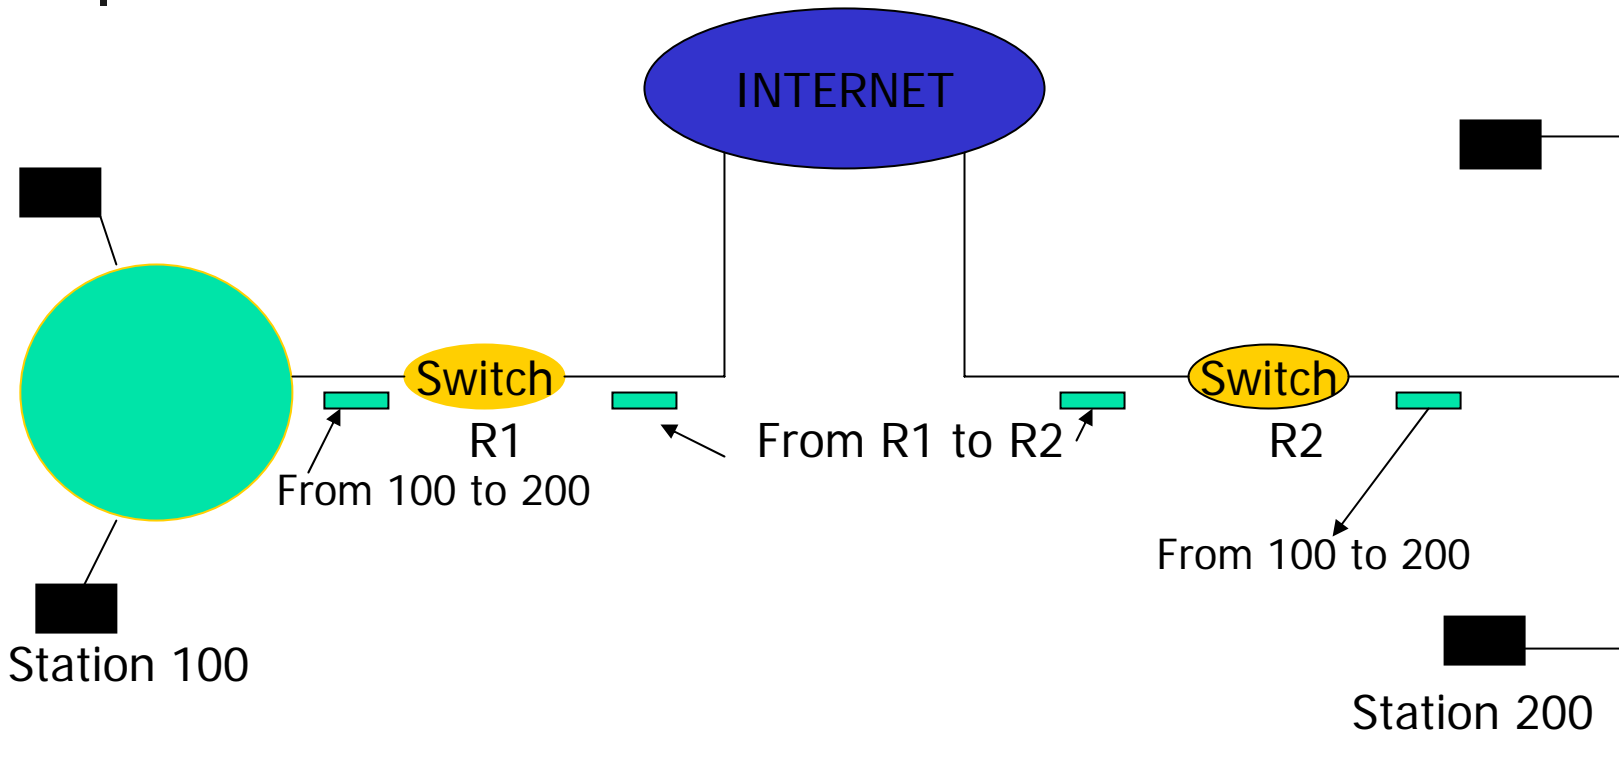 INTERNET
Switch
Switch
R1
From R1 to R2
R2
From 100 to 200
From 100 to 200
Station 100
Station 200